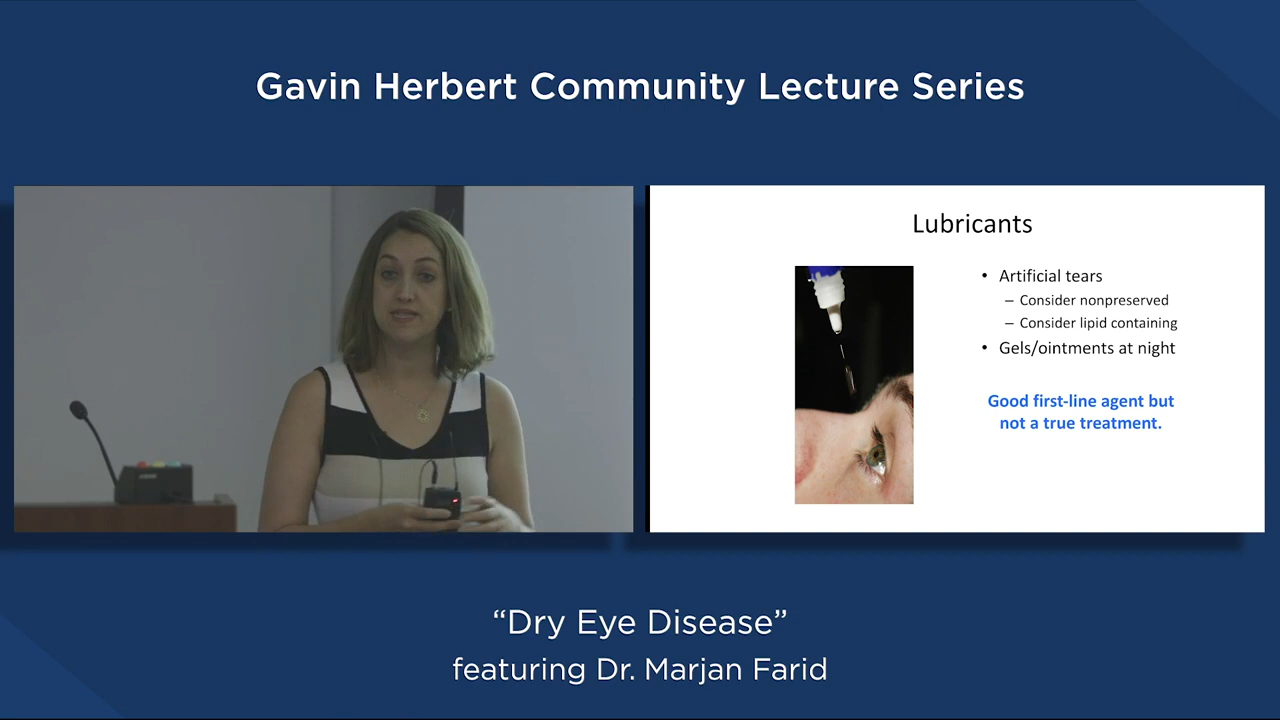 Gavin Herbert Community Lecture Series
Lubricants
• Artificial tears
– Consider nonpreserved
– Consider lipid containing
• Gels/ointments at night
Good first-line agent but
not a true treatment.
“Dry Eye Disease”
featuring Dr. Marjan Farid